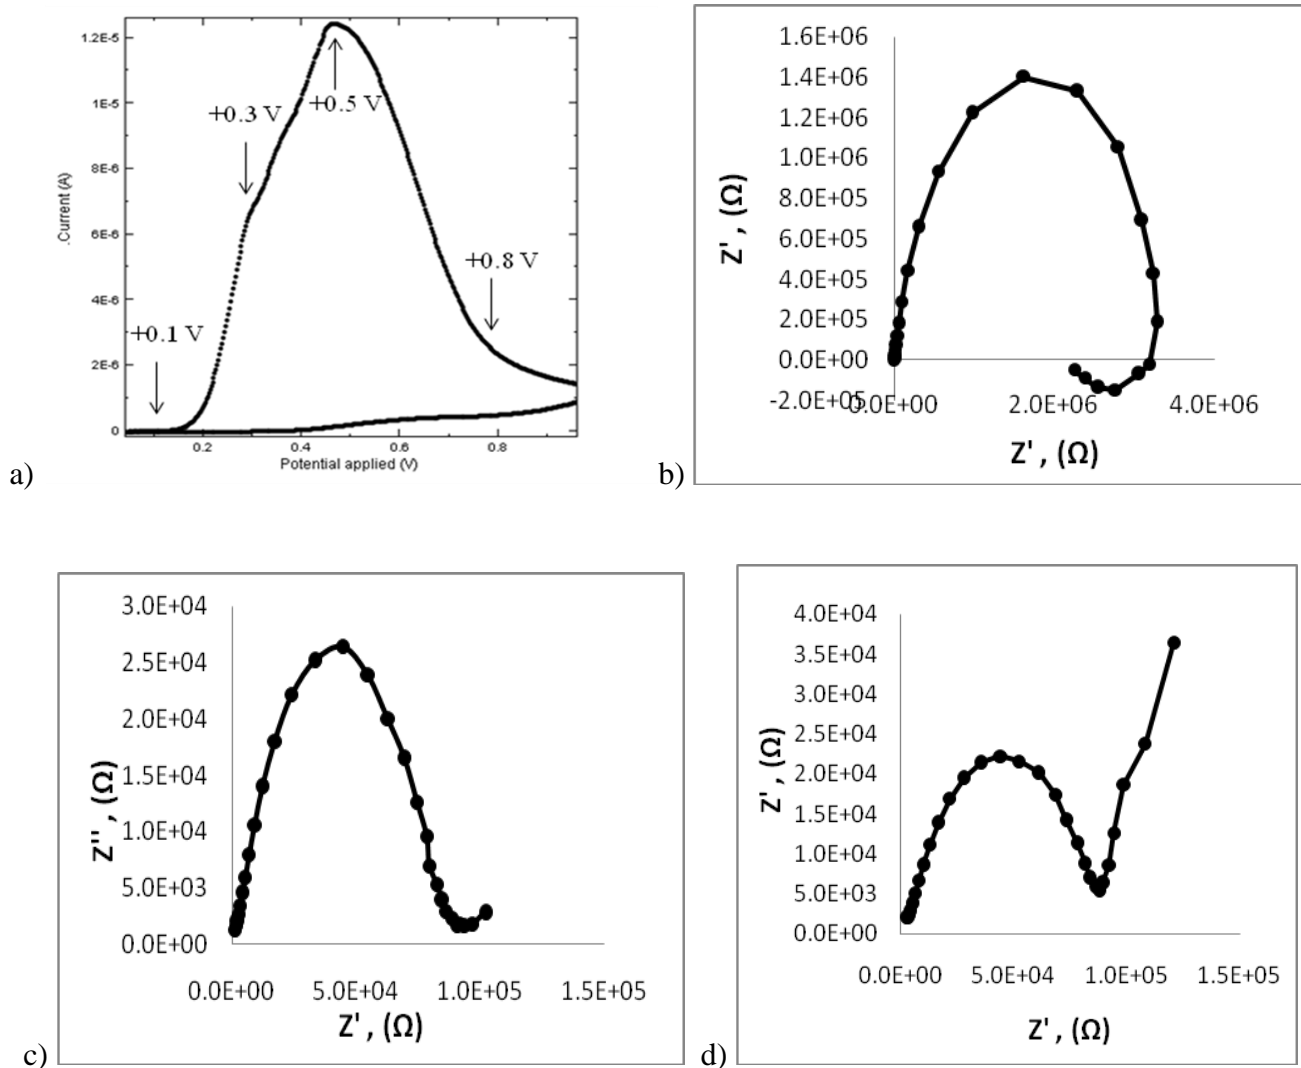 1.2E-5
1E-5
8E-6
6E-6
4E-6
2E-6
0
.Current (A)
+0.1 V
+0.3 V
+0.5 V
+0.8 V
0.2 0.4 0.6 0.8
Potential applied (V)
a)
1.6E+06
1.4E+06
1.2E+06
1.0E+06
8.0E+05
6.0E+05
4.0E+05
2.0E+05
0.0E+00
-2.0E+05
Z' , (Ω)
0.0E+00 2.0E+06 4.0E+06
Z' , (Ω)
b)
3.0E+04
2.5E+04
2.0E+04
1.5E+04
1.0E+04
5.0E+03
0.0E+00
Z'' , (Ω)
0.0E+00 5.0E+04 1.0E+05 1.5E+05
Z' , (Ω)
c)
4.0E+04
3.5E+04
3.0E+04
2.5E+04
2.0E+04
1.5E+04
1.0E+04
5.0E+03
0.0E+00
Z' , (Ω)
0.0E+00 5.0E+04 1.0E+05 1.5E+05
Z' , (Ω)
d)